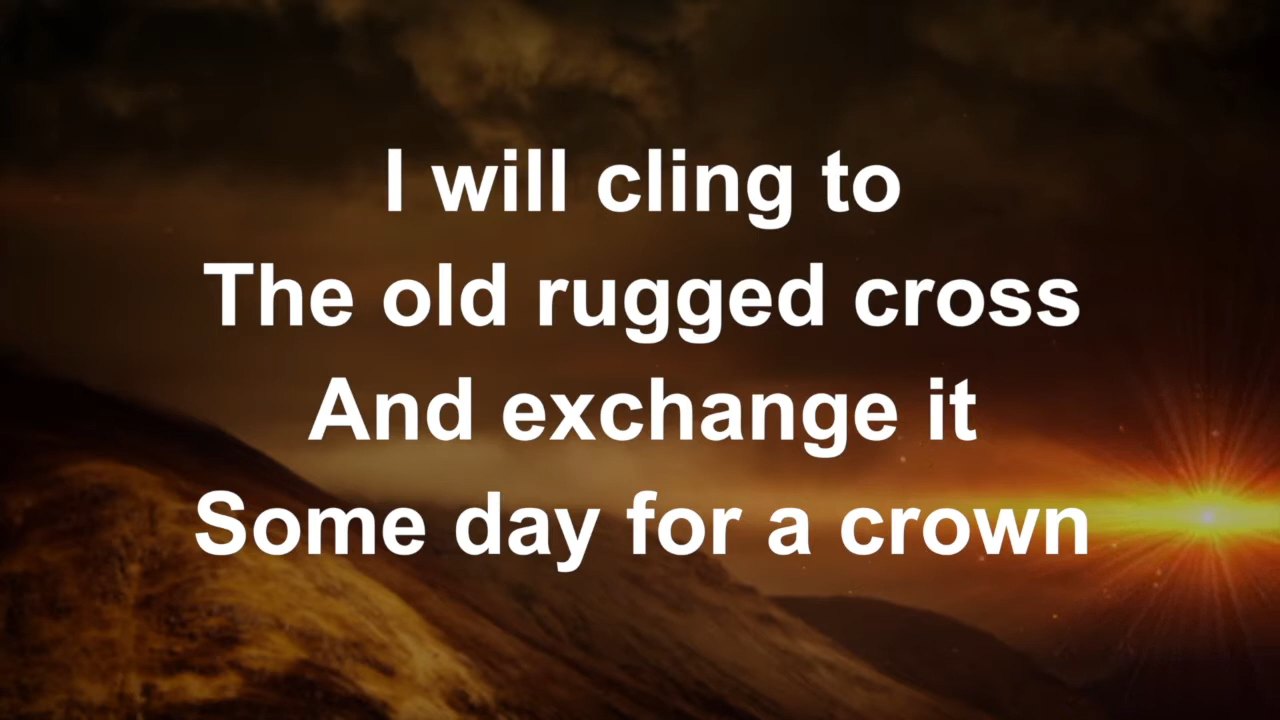 I will cling to
The old rugged cross
And exchange it
Some day for a crown